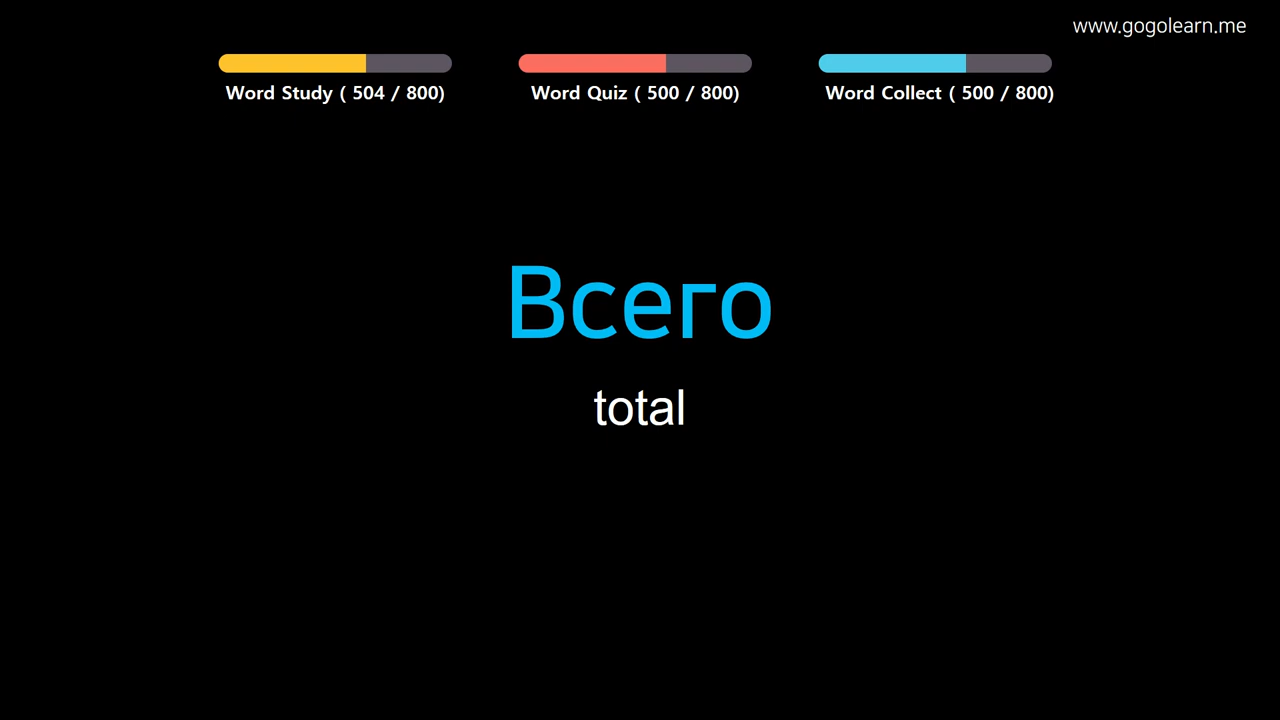 www.gogolearn.me
Word Study ( 504 / 800)
Word Quiz ( 500 / 800)
Word Collect ( 500 / 800)
Всего
total